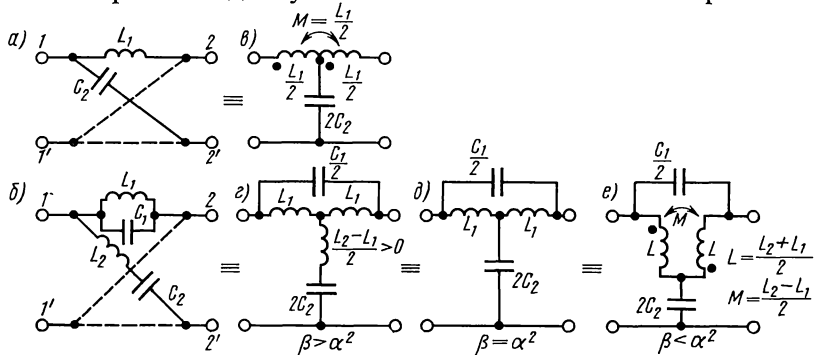 а) 1 L₁ 2
C₂
1' 2'
≡
в) M = L₁/2
L₁/2 L₁/2
2C₂
б) 1 L₁ 2
C₁
L₂
C₂
1' 2'
≡
г) C₁/2
L₁ L₁
(L₂-L₁)/2 > 0
2C₂
β > α²
≡
д) C₁/2
L₁ L₁
2C₂
β = α²
≡
е) C₁/2
M
L L
L = (L₂+L₁)/2
2C₂
M = (L₂-L₁)/2
β < α²